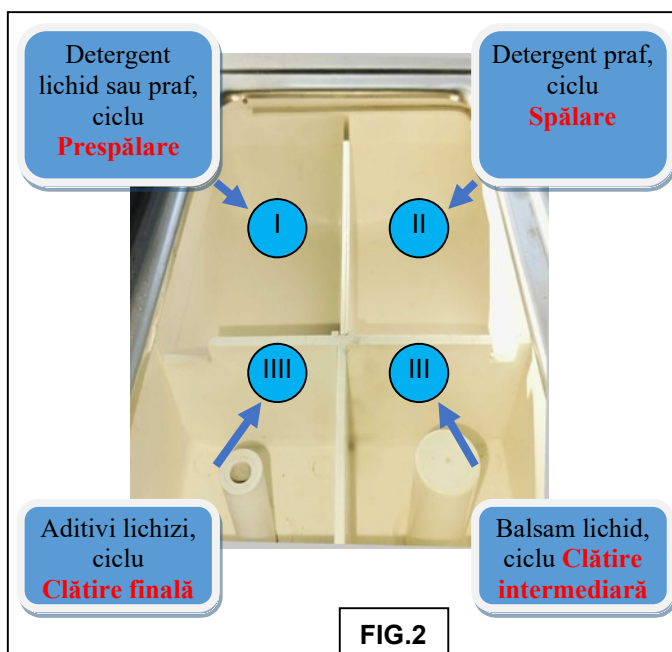 Detergent
lichid sau praf,
ciclu
Prespălare
Detergent praf,
ciclu
Spălare
I
II
IIII
III
Aditivi lichizi,
ciclu
Clătire finală
Balsam lichid,
ciclu Clătire
intermediară
FIG.2